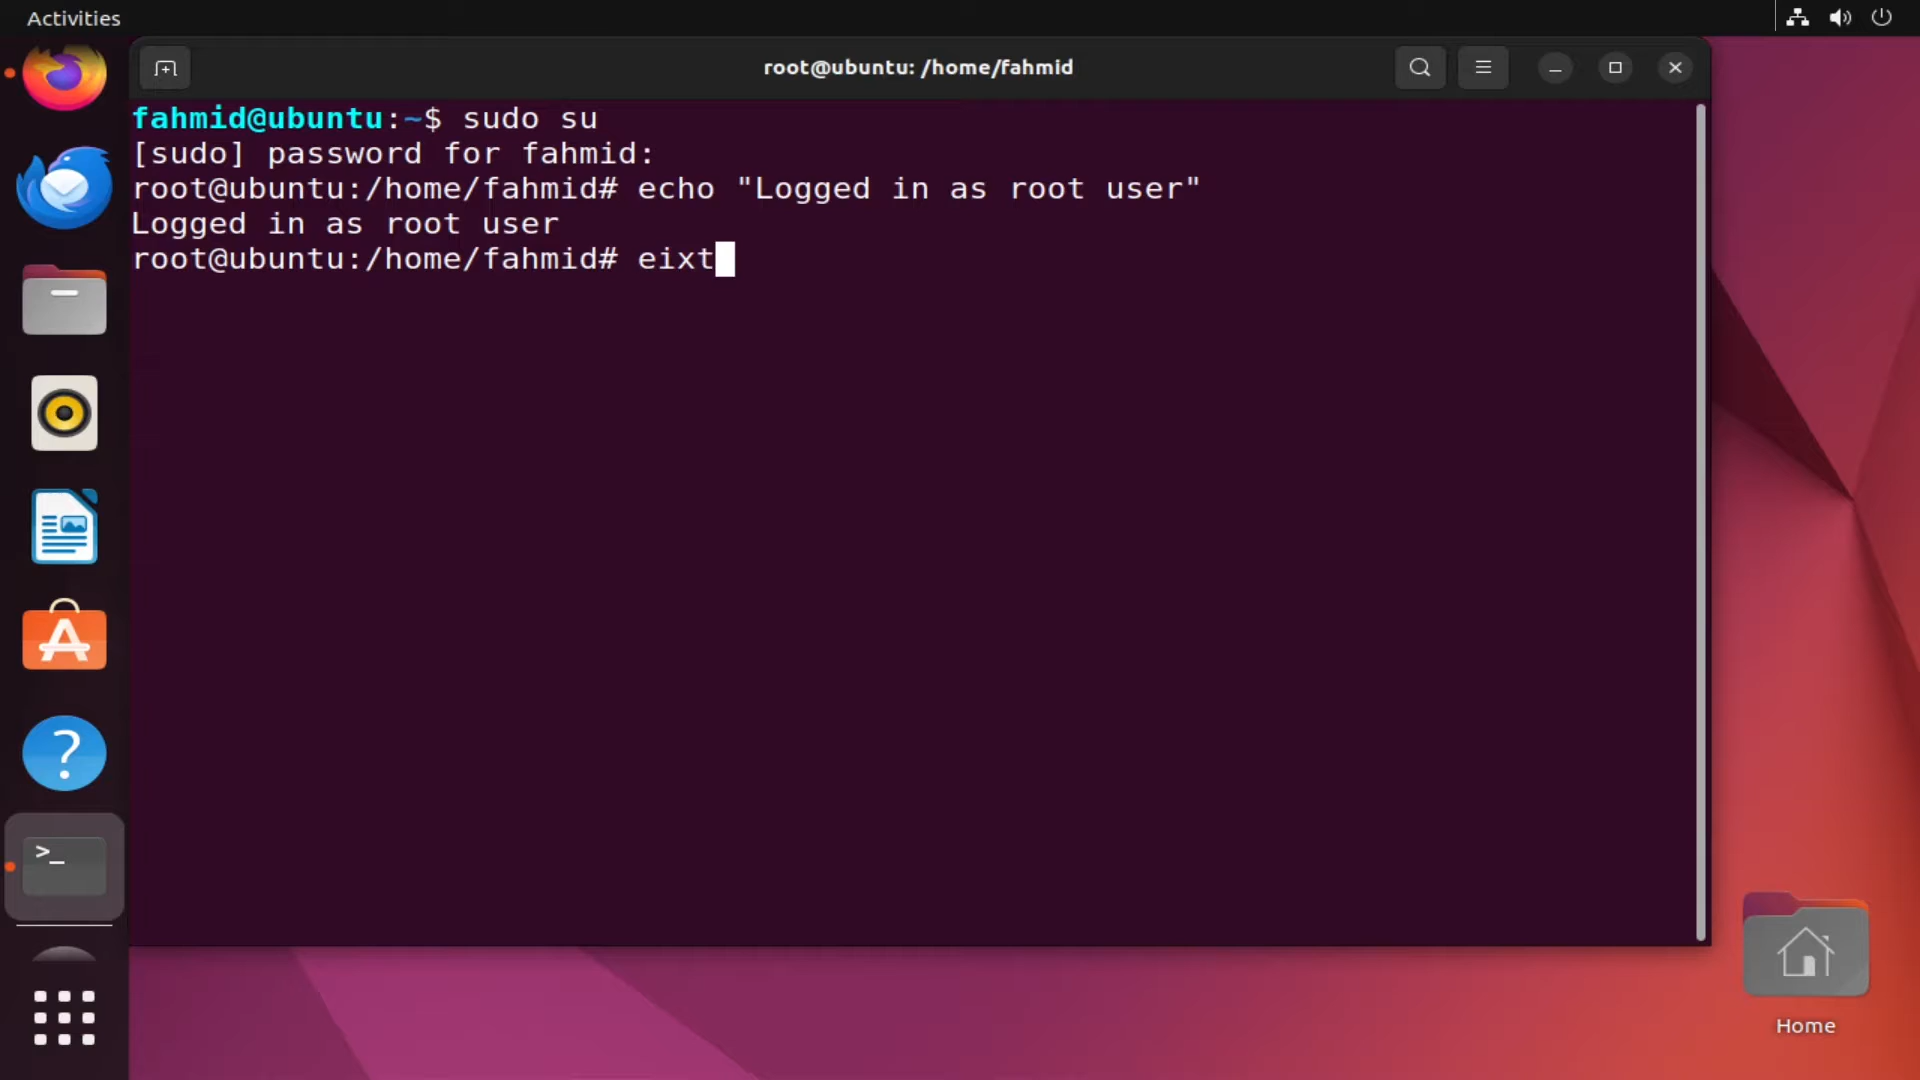 Activities
root@ubuntu: /home/fahmid
fahmid@ubuntu:~$ sudo su
[sudo] password for fahmid:
root@ubuntu:/home/fahmid# echo "Logged in as root user"
Logged in as root user
root@ubuntu:/home/fahmid# eixt
>_
Home